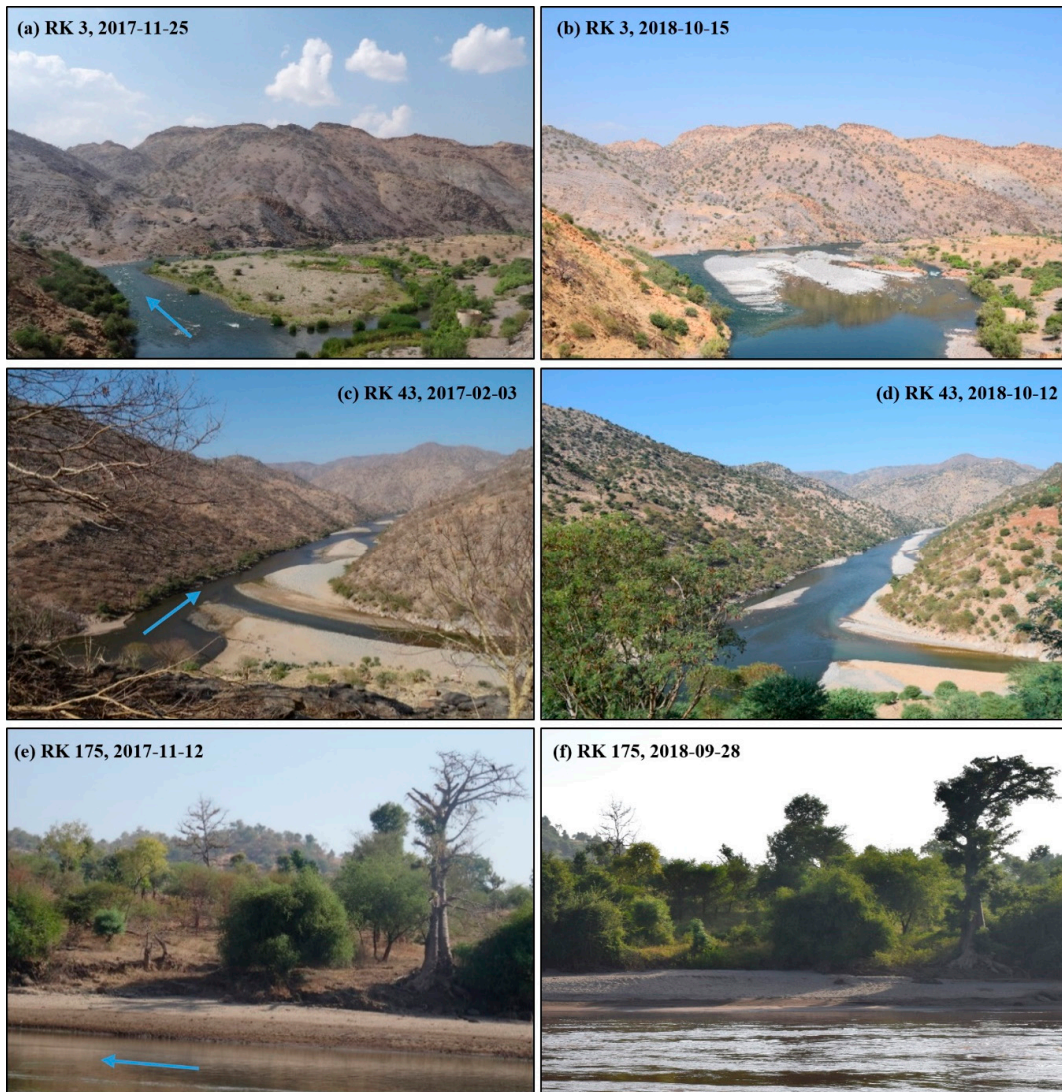 (a) RK 3, 2017-11-25
(b) RK 3, 2018-10-15
(c) RK 43, 2017-02-03
(d) RK 43, 2018-10-12
(e) RK 175, 2017-11-12
(f) RK 175, 2018-09-28